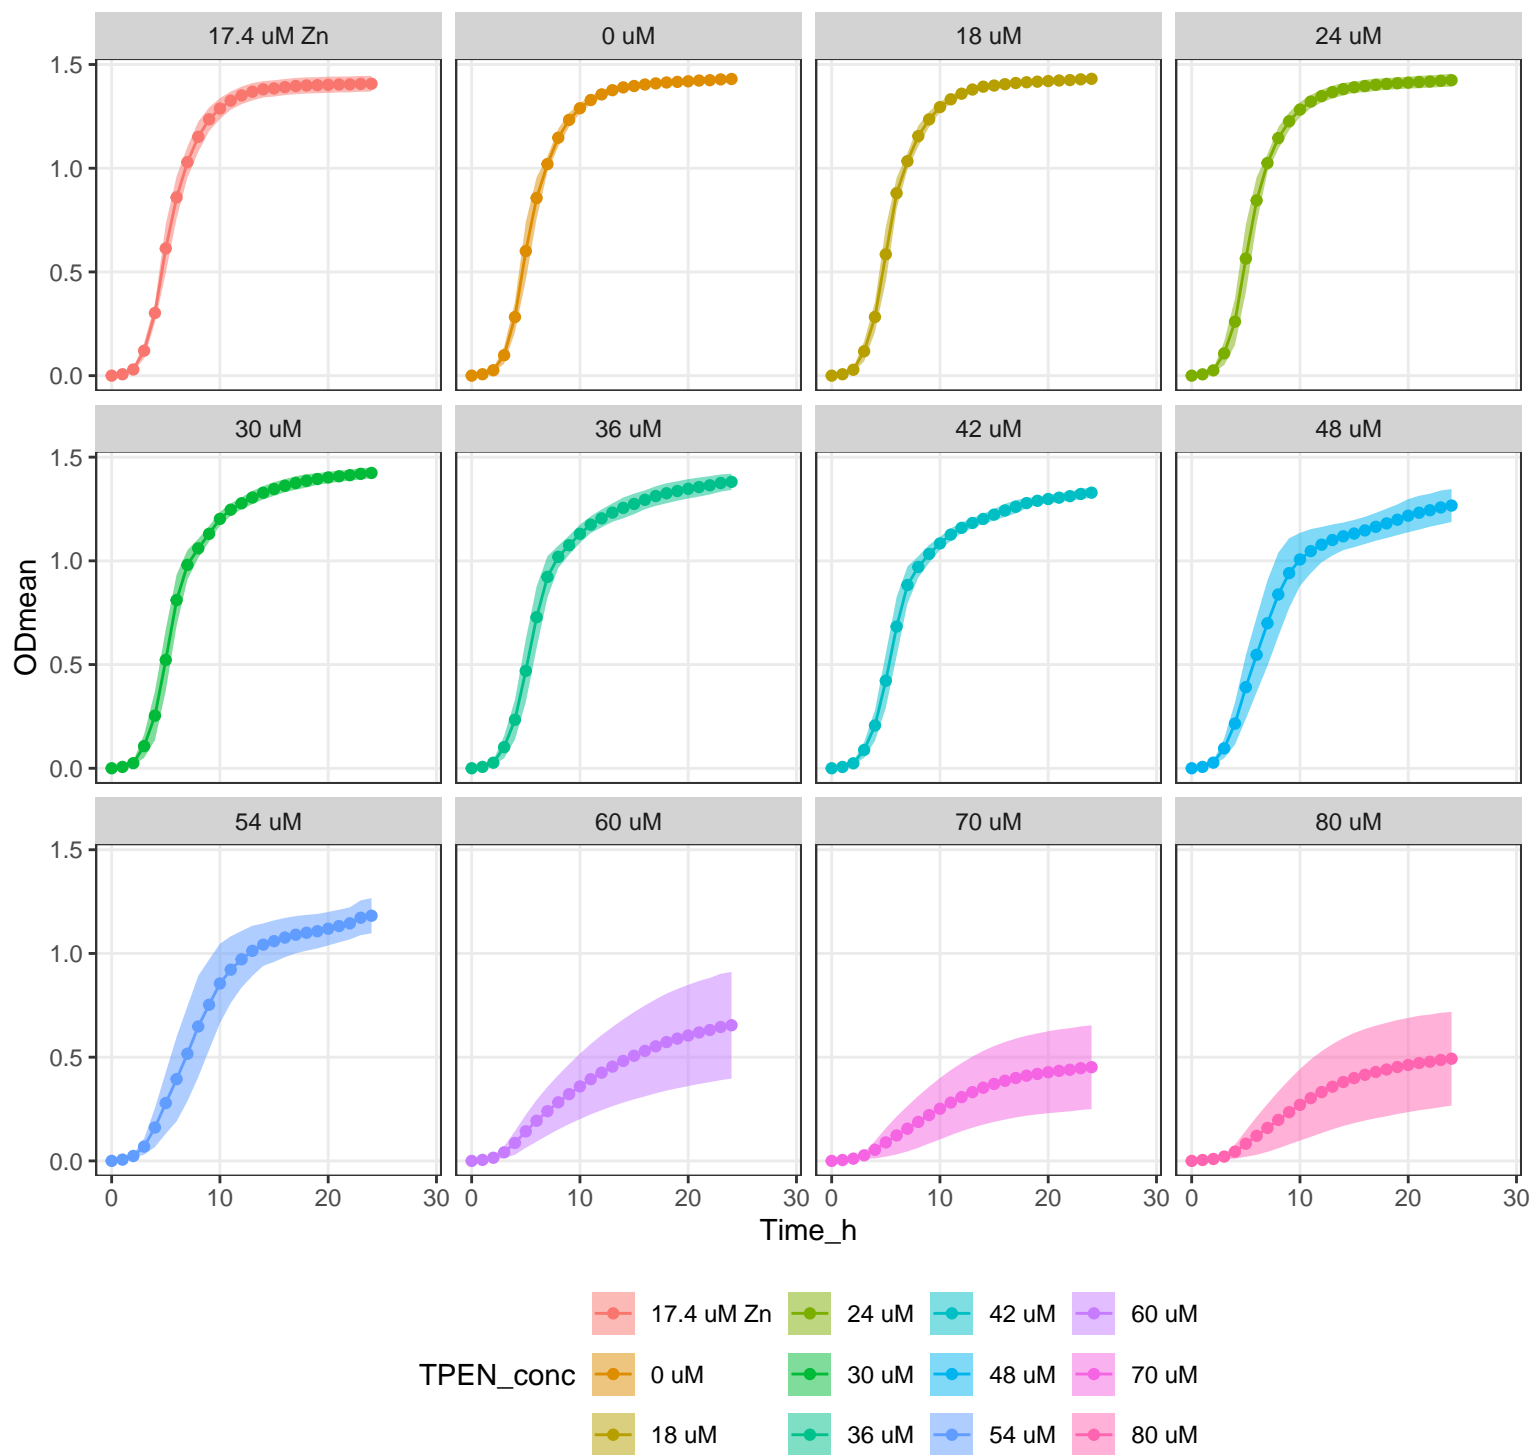 17.4 uM Zn 0 uM 18 uM 24 uM
1.5
1.0
0.5
0.0
30 uM 36 uM 42 uM 48 uM
1.5
1.0
0.5
0.0
54 uM 60 uM 70 uM 80 uM
1.5
1.0
0.5
0.0
0 10 20 30 0 10 20 30 0 10 20 30 0 10 20 30
ODmean
Time_h
TPEN_conc
17.4 uM Zn 24 uM 42 uM 60 uM
0 uM 30 uM 48 uM 70 uM
18 uM 36 uM 54 uM 80 uM